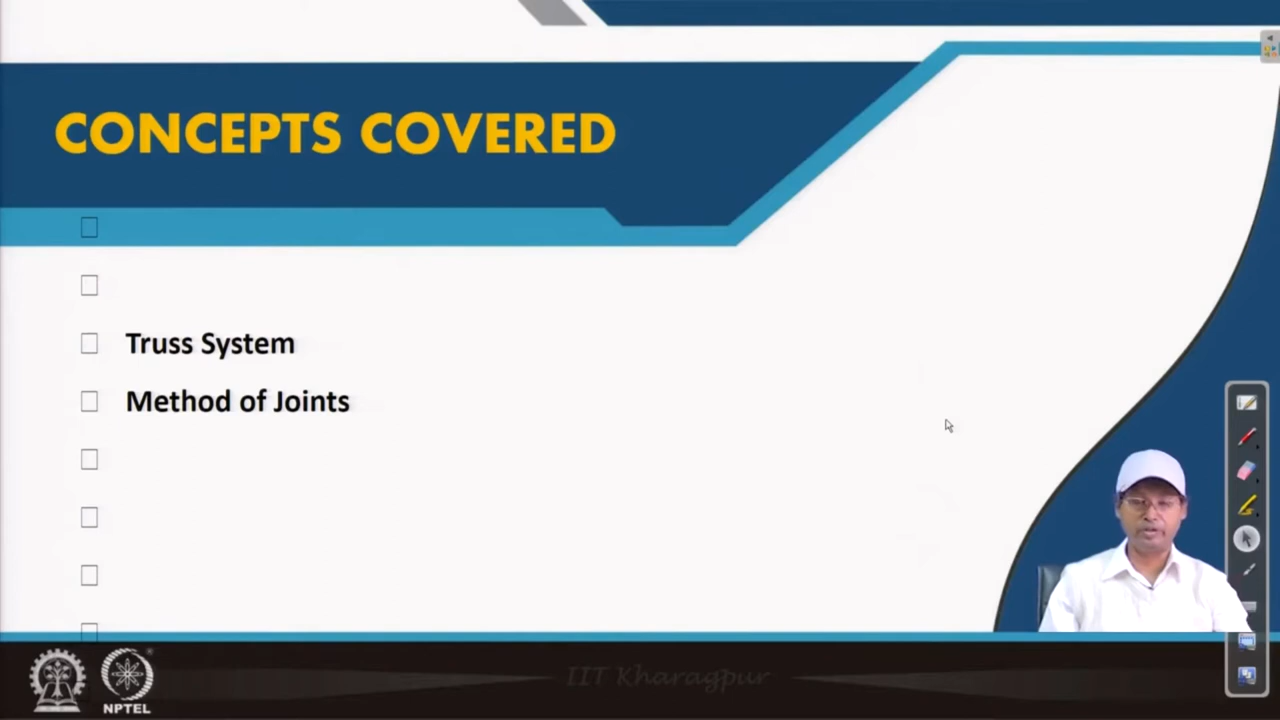 CONCEPTS COVERED
Truss System
Method of Joints
IIT Kharagpur
NPTEL